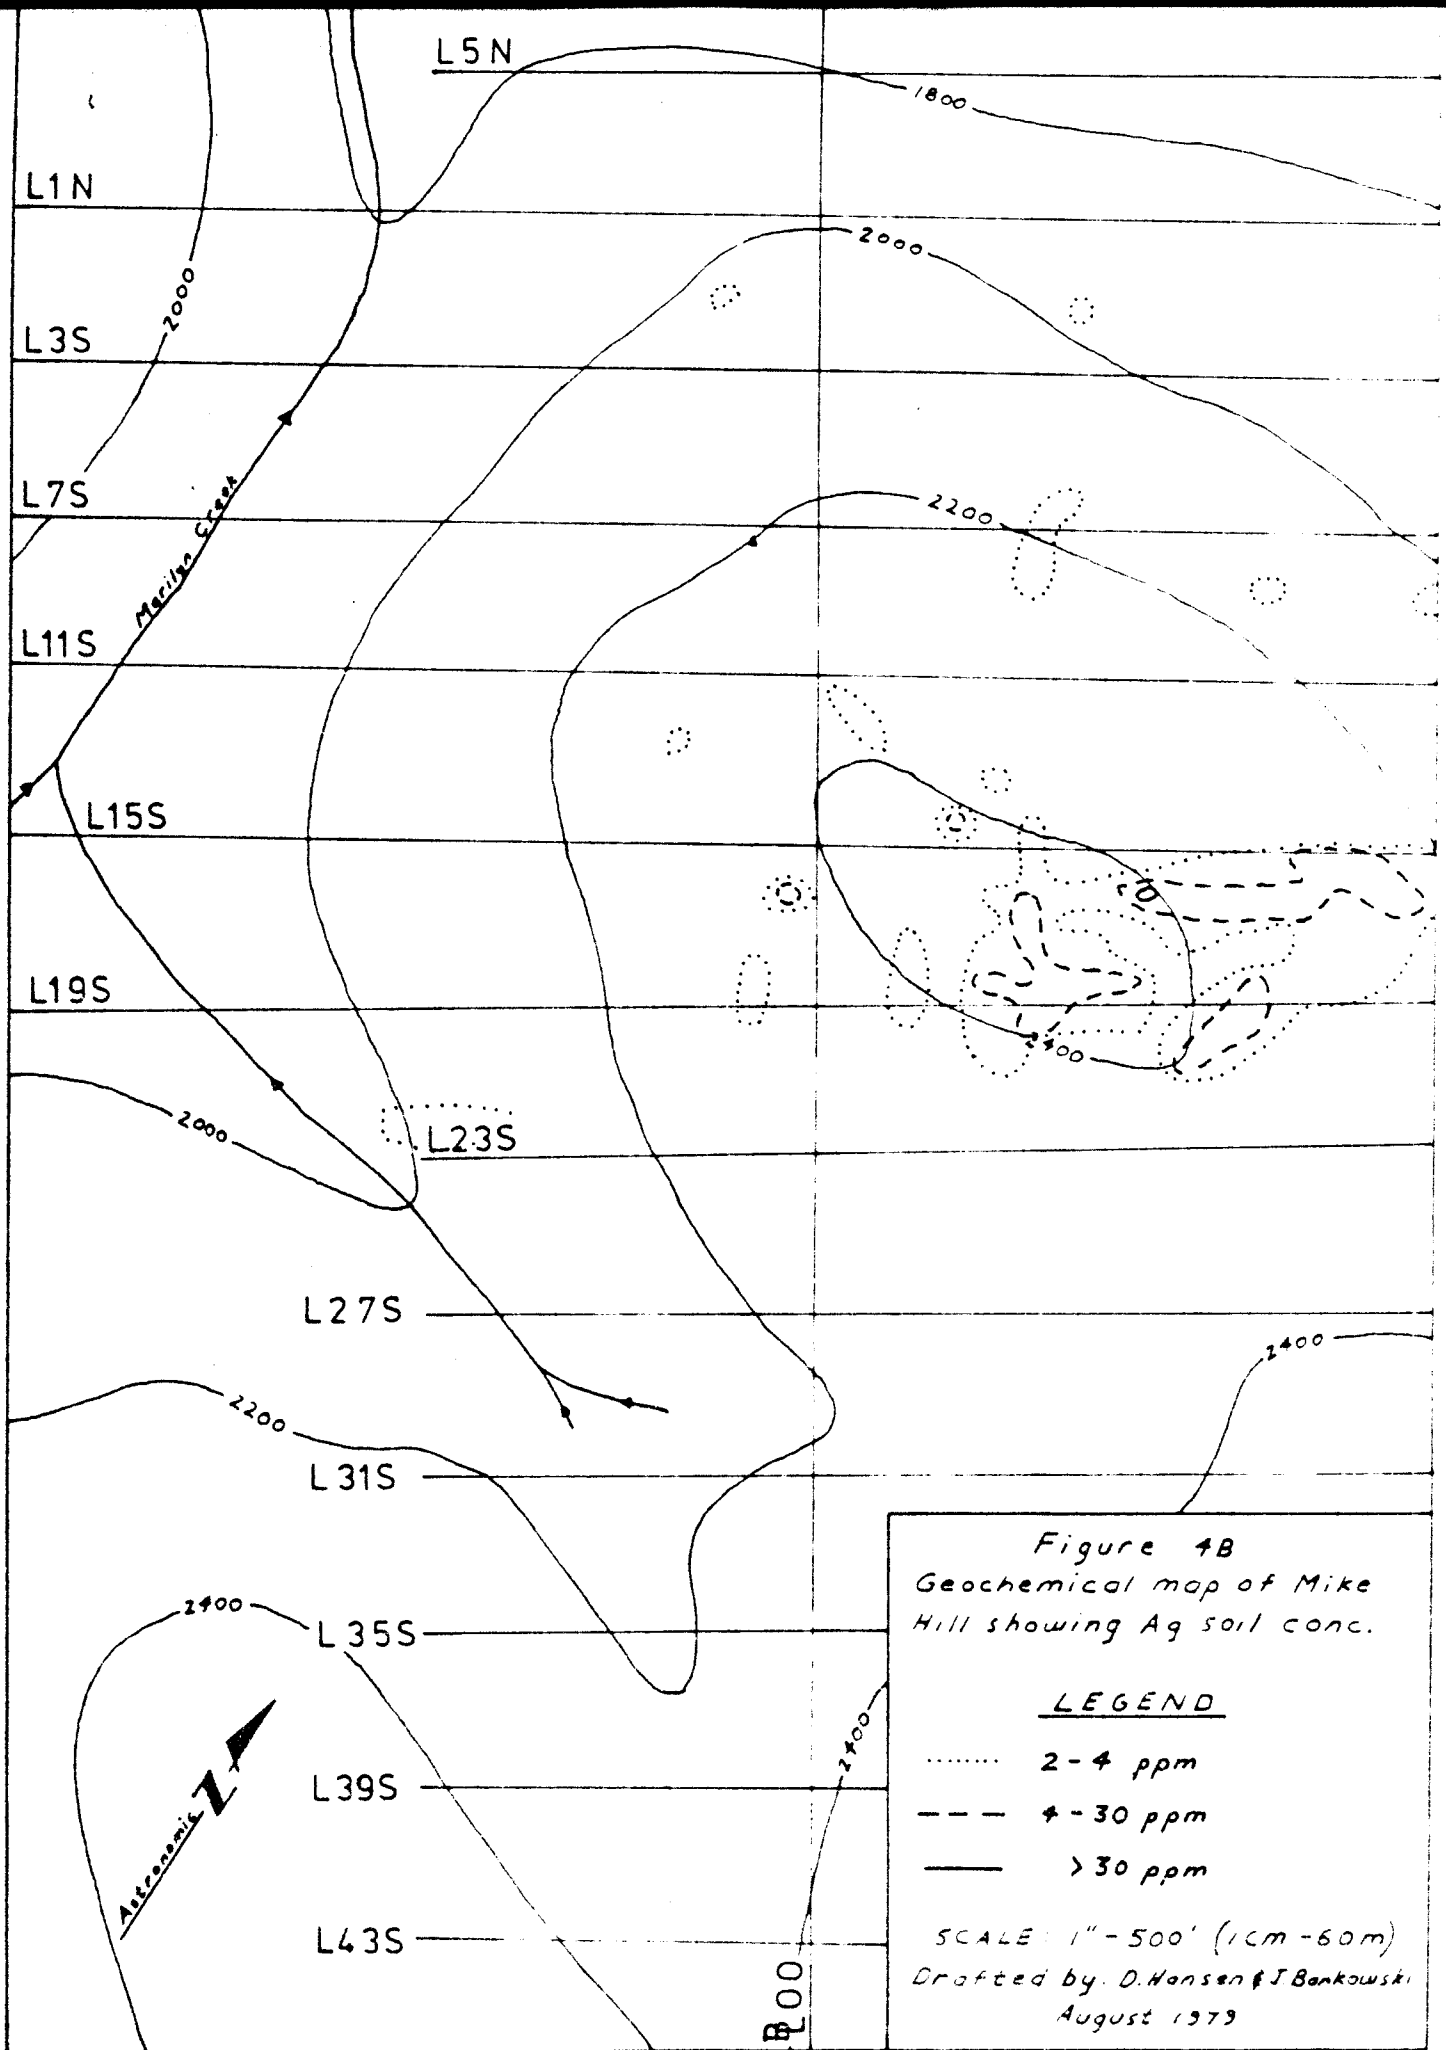 L5N
1800
L1N
2000
2000
L3S
L7S
2200
Marilyn Creek
L11S
L15S
L19S
2400
2000
L23S
L27S
2400
2200
L31S
2400
L35S
2400
L39S
Astronomic N
L43S
BL00
Figure 4B
Geochemical map of Mike
Hill showing Ag soil conc.
LEGEND
2-4 ppm
4-30 ppm
>30 ppm
SCALE: 1"-500' (1cm-60m)
Drafted by: D.Hansen & J.Bankowski
August 1979